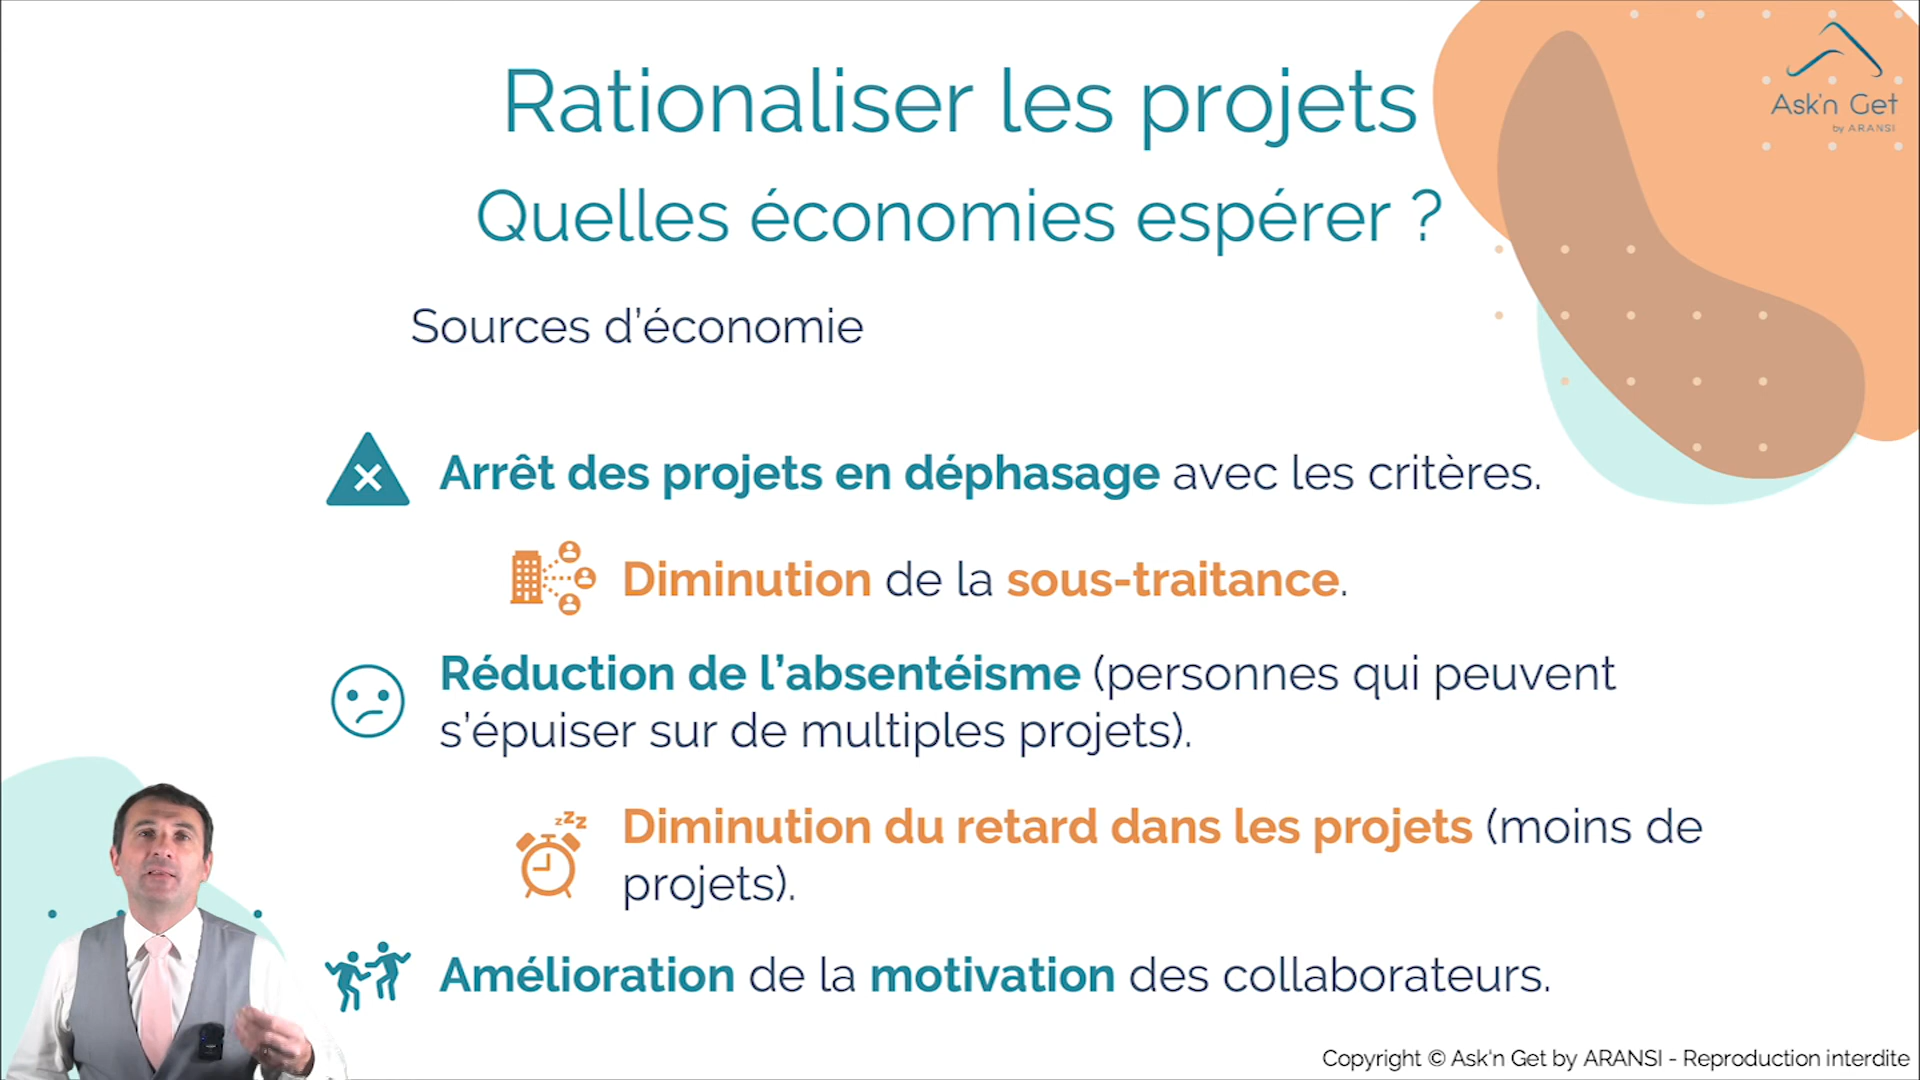 Ask'n Get
by ARANSI
Rationaliser les projets
Quelles économies espérer ?
Sources d'économie
Arrêt des projets en déphasage avec les critères.
Diminution de la sous-traitance.
Réduction de l'absentéisme (personnes qui peuvent
s'épuiser sur de multiples projets).
zzz
Diminution du retard dans les projets (moins de
projets).
Amélioration de la motivation des collaborateurs.
Copyright © Ask'n Get by ARANSI - Reproduction interdite